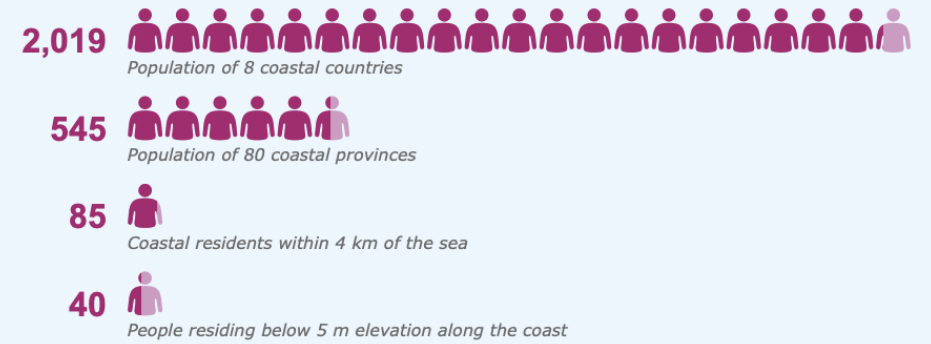 2,019
Population of 8 coastal countries
545
Population of 80 coastal provinces
85
Coastal residents within 4 km of the sea
40
People residing below 5 m elevation along the coast